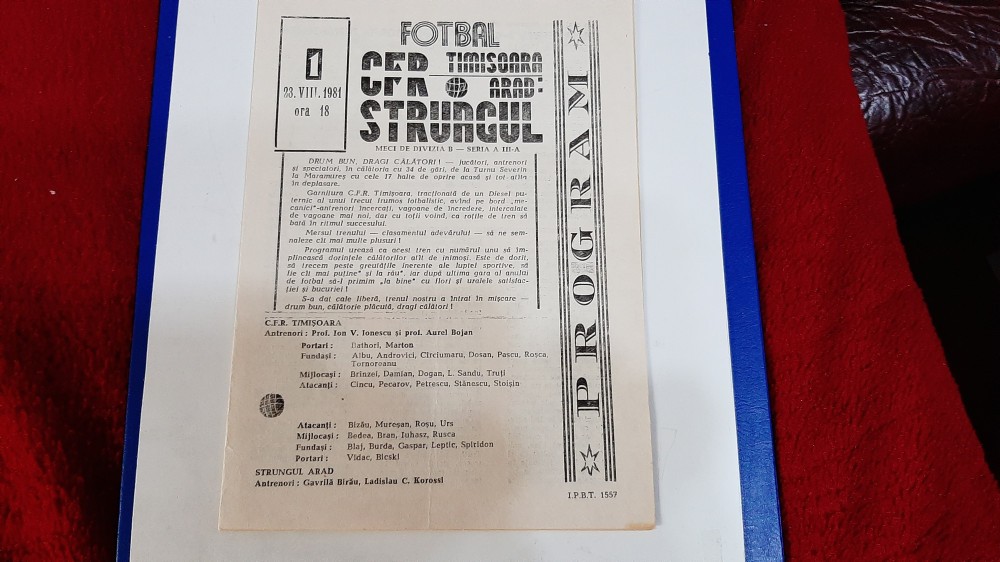 FOTBAL
1
23. VIII. 1981
ora 18
CFR TIMISOARA
ARAD:
STRUNGUL
MECI DE DIVIZIA B — SERIA A III-A
DRUM BUN, DRAGI CĂLĂTORI! — jucători, antrenori
și spectatori, în călătoria cu 34 de gări, de la Turnu Severin
la Maramureș cu cele 17 halte de oprire acasă și tot atîtn
în deplasare.
Garnitura C.F.R. Timișoara, tracționată de un Diesel pu-
ternic al unui trecut frumos fotbalistic, avînd pe bord „me-
canici"-antrenori încercați, vagoane de încredere, intercalate
de vagoane mai noi, dar cu toții voind, ca roțile de tren să
bată în ritmul succesului.
Mersul trenului — clasamentul adevărului — să ne sem-
naleze cît mai multe plusuri!
Programul urează ca acest tren cu numărul unu să îm-
plinească dorințele călătorilor atît de inimoși. Este de dorit,
să trecem peste greutățile inerente ale luptei sportive, să
fie cît mai puține" și la rău". iar după ultima gară al anului
de fotbal să-l primim „la bine" cu flori și uralele satisfac-
ției și bucuriei!
S-a dat cale liberă, trenul nostru a intrat în mișcare —
drum bun, călătorie plăcută, dragi călători!
C.F.R. TIMIȘOARA
Antrenori: Prof. Ion V. Ionescu și prof. Aurel Bojan
Portari: Bathori, Marton
Fundași: Albu, Androvici, Circiumaru, Dosan, Pascu, Roșca,
Tornoreanu
Mijlocași: Brînzei, Damian, Dogan, L. Sandu, Truți
Atacanți: Cincu, Pecarov, Petrescu, Stănescu, Stoișin
Atacanți: Bizău, Mureșan, Roșu, Urs
Mijlocași: Bedea, Bran, Iuhasz, Rusca
Fundași: Blaj, Burda, Gaspar, Leptic, Spiridon
Portari: Vidac, Bicski
STRUNGUL ARAD
Antrenori: Gavrilă Birău, Ladislau C. Korossi
PROGRAM
I.P.B.T. 1557